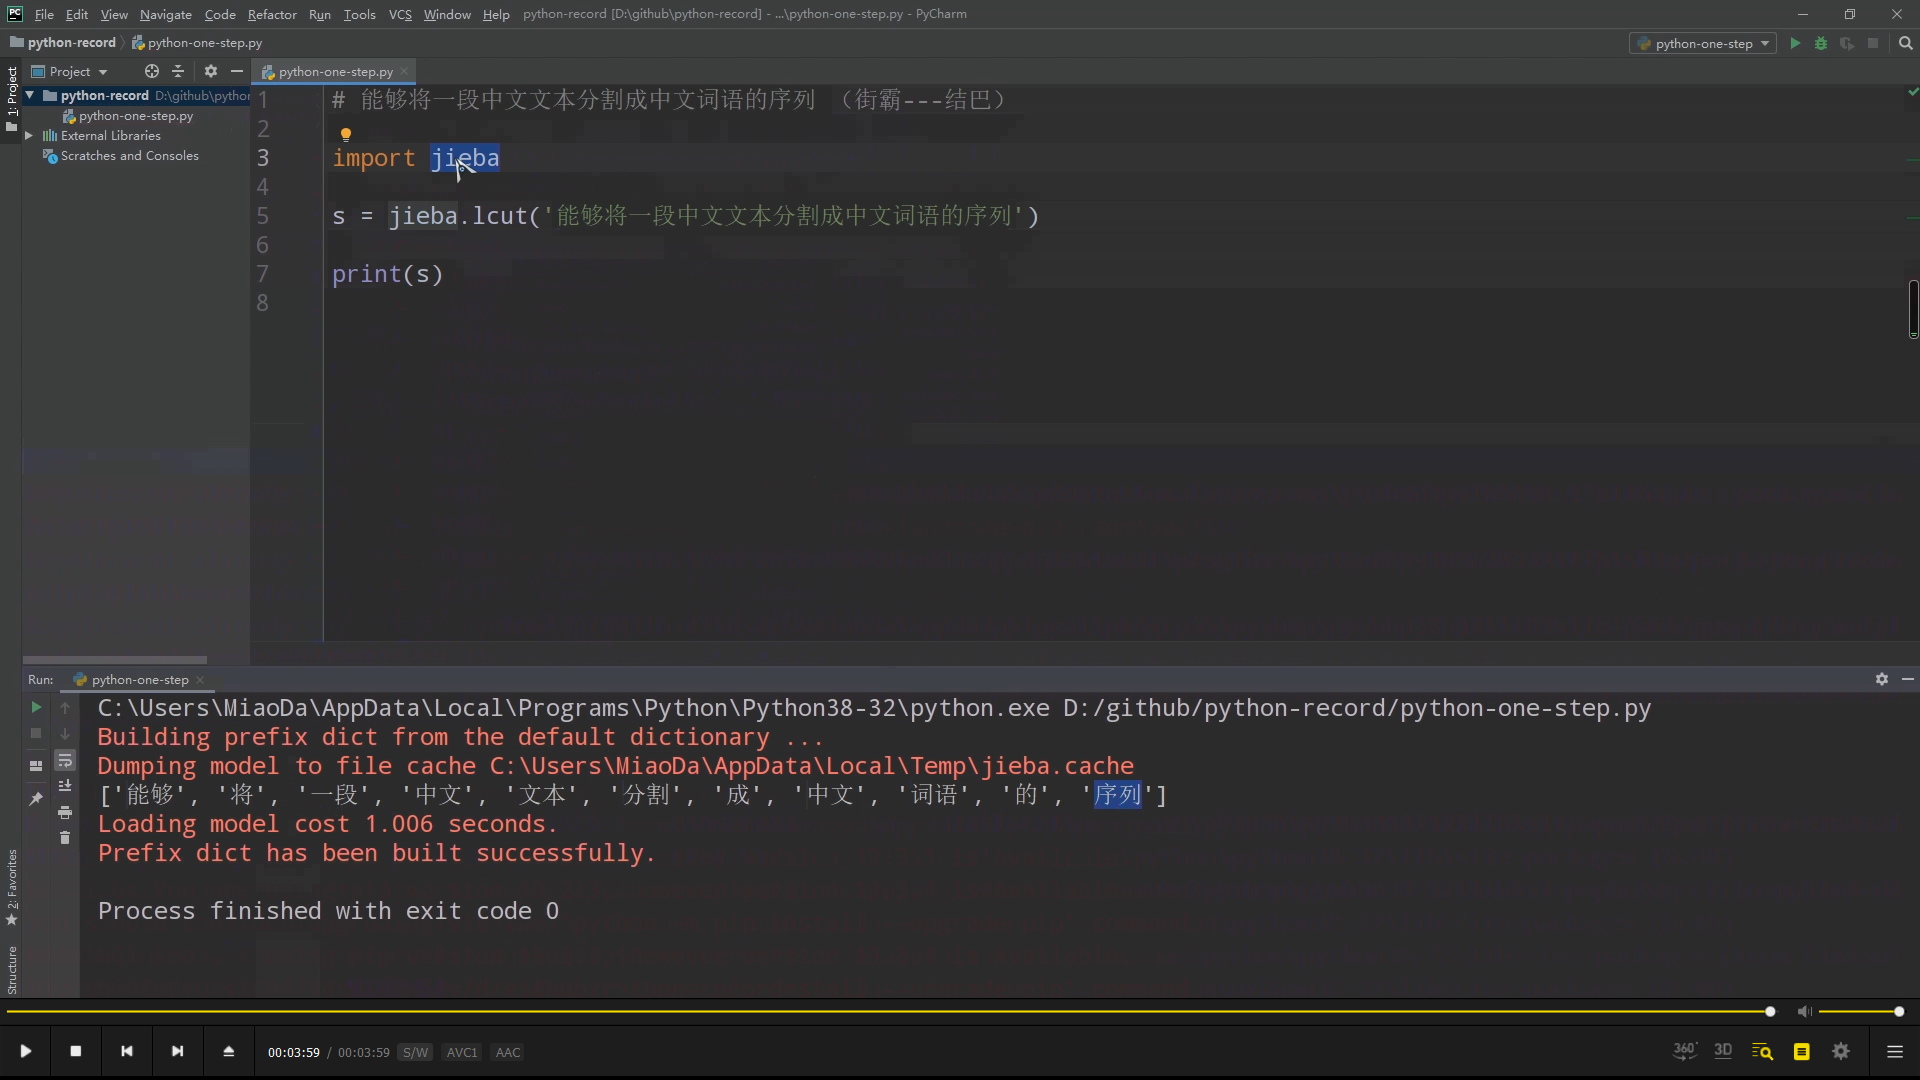 PC File Edit View Navigate Code Refactor Run Tools VCS Window Help python-record [D:\github\python-record] - ...\python-one-step.py - PyCharm
python-record python-one-step.py python-one-step
1: Project
Project
python-one-step.py
python-record D:\github\python
python-one-step.py
External Libraries
Scratches and Consoles
1 # 能够将一段中文文本分割成中文词语的序列 （街霸---结巴）
2
3 import jieba
4
5 s = jieba.lcut('能够将一段中文文本分割成中文词语的序列')
6
7 print(s)
8
Run: python-one-step
C:\Users\MiaoDa\AppData\Local\Programs\Python\Python38-32\python.exe D:/github/python-record/python-one-step.py
Building prefix dict from the default dictionary ...
Dumping model to file cache C:\Users\MiaoDa\AppData\Local\Temp\jieba.cache
['能够', '将', '一段', '中文', '文本', '分割', '成', '中文', '词语', '的', '序列']
Loading model cost 1.006 seconds.
Prefix dict has been built successfully.
Process finished with exit code 0
2: Favorites
Structure
00:03:59 / 00:03:59 S/W AVC1 AAC 360° 3D